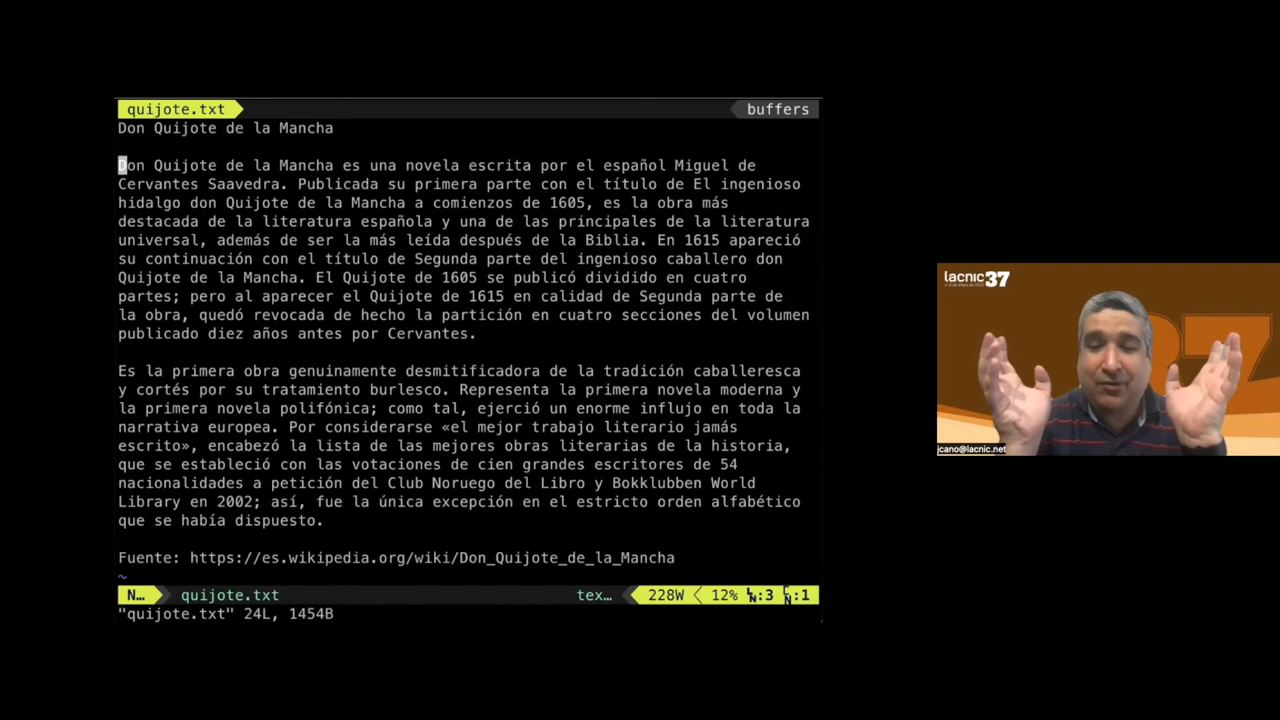 quijote.txt
buffers
Don Quijote de la Mancha
Don Quijote de la Mancha es una novela escrita por el español Miguel de
Cervantes Saavedra. Publicada su primera parte con el título de El ingenioso
hidalgo don Quijote de la Mancha a comienzos de 1605, es la obra más
destacada de la literatura española y una de las principales de la literatura
universal, además de ser la más leída después de la Biblia. En 1615 apareció
su continuación con el título de Segunda parte del ingenioso caballero don
Quijote de la Mancha. El Quijote de 1605 se publicó dividido en cuatro
partes; pero al aparecer el Quijote de 1615 en calidad de Segunda parte de
la obra, quedó revocada de hecho la partición en cuatro secciones del volumen
publicado diez años antes por Cervantes.
Es la primera obra genuinamente desmitificadora de la tradición caballeresca
y cortés por su tratamiento burlesco. Representa la primera novela moderna y
la primera novela polifónica; como tal, ejerció un enorme influjo en toda la
narrativa europea. Por considerarse «el mejor trabajo literario jamás
escrito», encabezó la lista de las mejores obras literarias de la historia,
que se estableció con las votaciones de cien grandes escritores de 54
nacionalidades a petición del Club Noruego del Libro y Bokklubben World
Library en 2002; así, fue la única excepción en el estricto orden alfabético
que se había dispuesto.
Fuente: https://es.wikipedia.org/wiki/Don_Quijote_de_la_Mancha
~
N… quijote.txt tex… 228W 12% ㏑:3 ㏇:1
"quijote.txt" 24L, 1454B
lacnic 37
37
jcano@lacnic.net